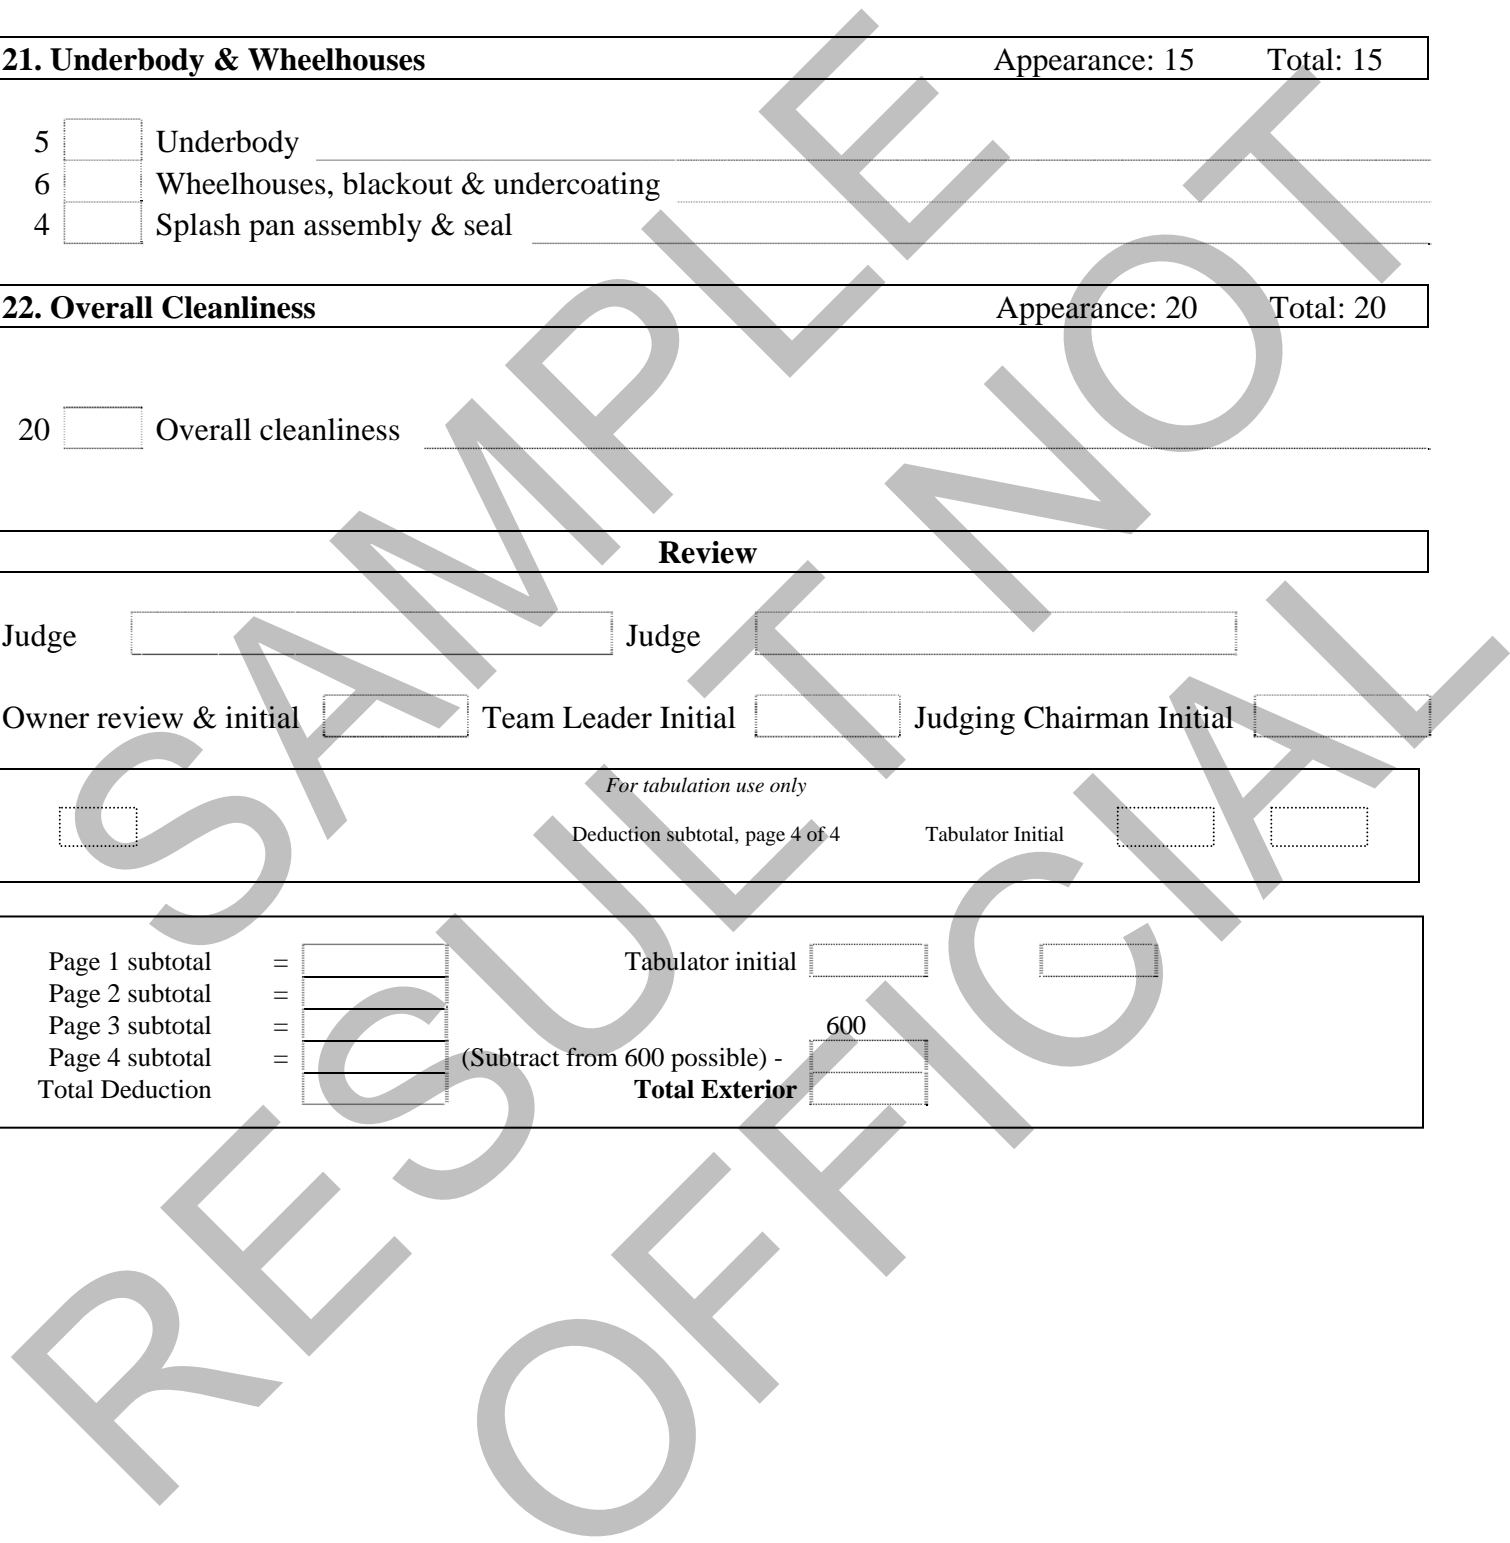 21. Underbody & Wheelhouses Appearance: 15 Total: 15
5 Underbody
6 Wheelhouses, blackout & undercoating
4 Splash pan assembly & seal
22. Overall Cleanliness Appearance: 20 Total: 20
20 Overall cleanliness
Review
Judge Judge
Owner review & initial Team Leader Initial Judging Chairman Initial
For tabulation use only
Deduction subtotal, page 4 of 4 Tabulator Initial
Page 1 subtotal = Tabulator initial
Page 2 subtotal =
Page 3 subtotal = 600
Page 4 subtotal = (Subtract from 600 possible) -
Total Deduction Total Exterior
SAMPLE
RESULT NOT
OFFICIAL